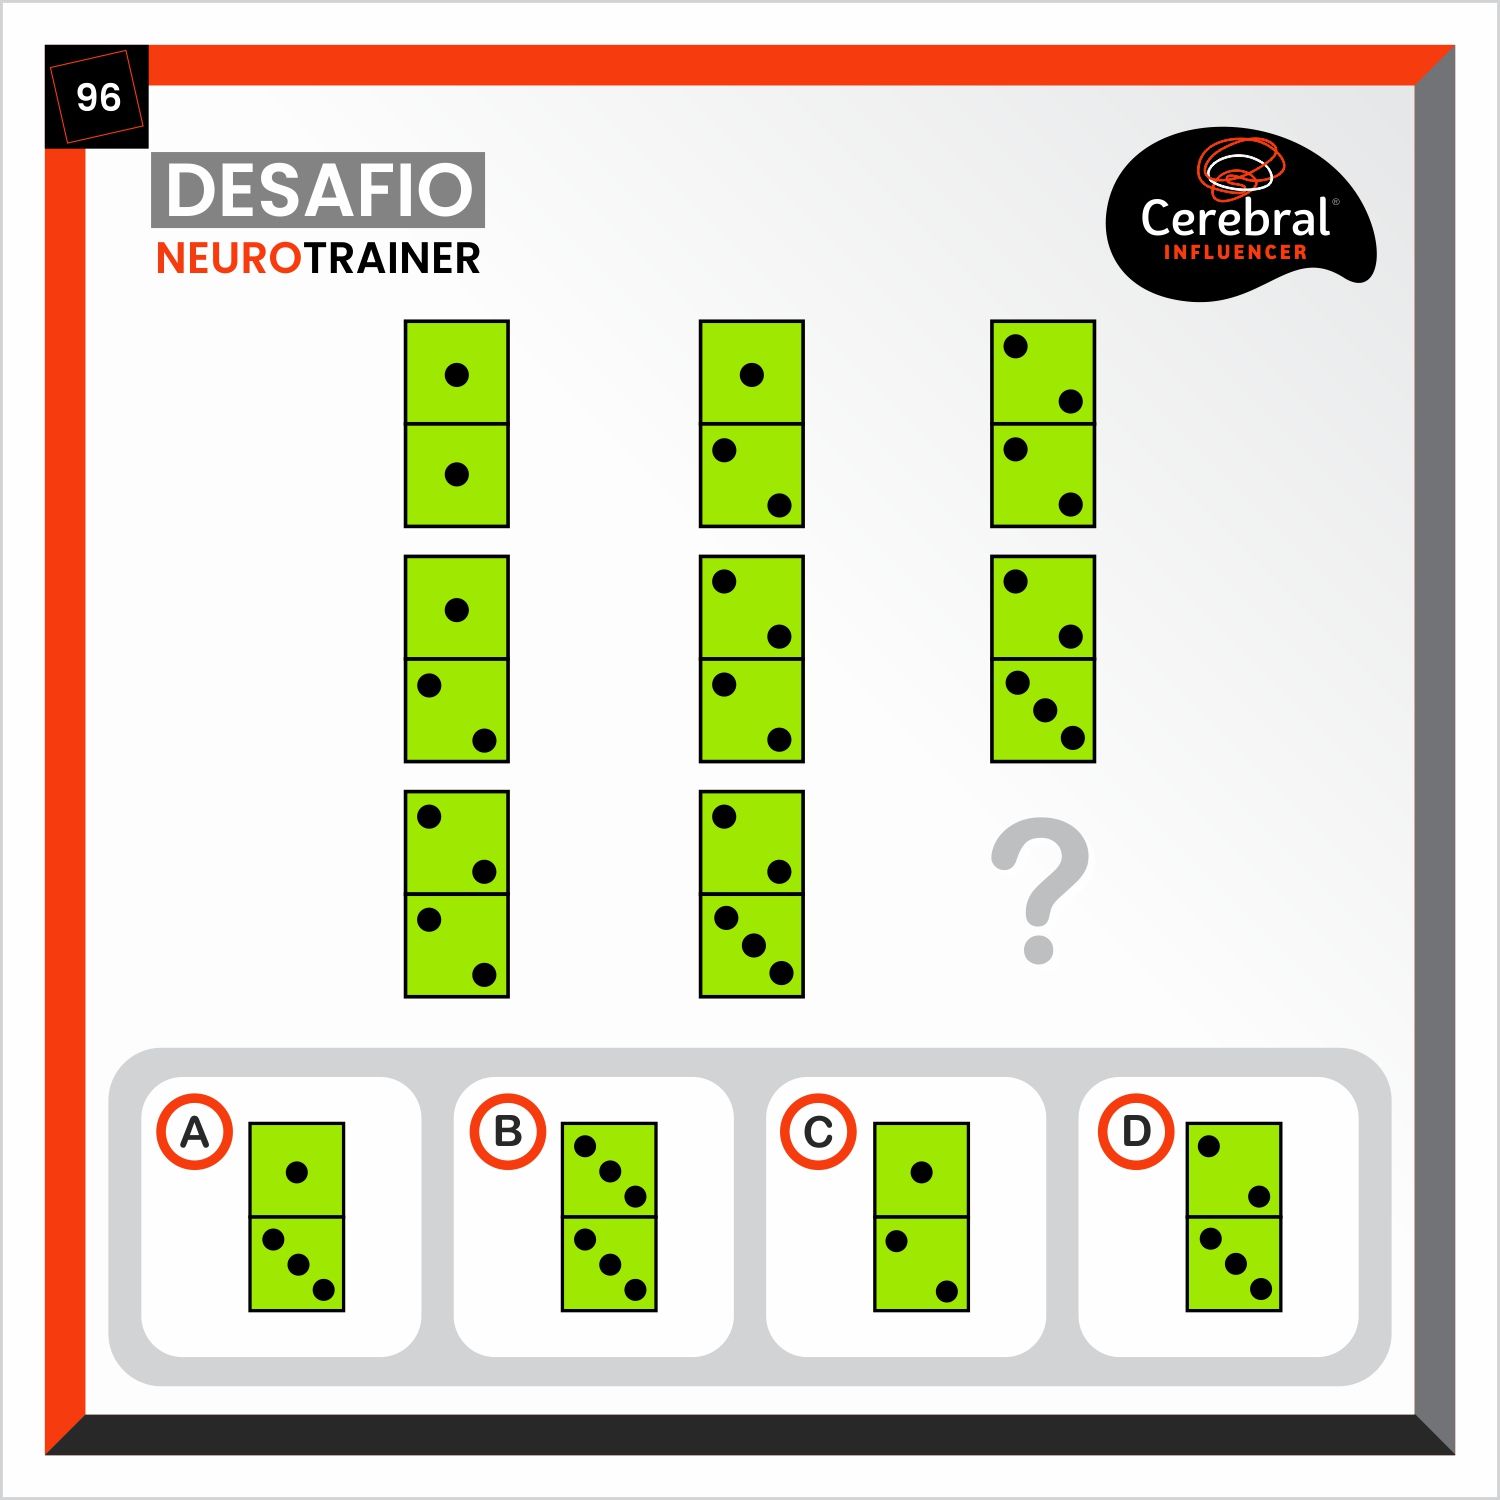 96
DESAFIO
NEUROTRAINER
Cerebral®
INFLUENCER
?
A
B
C
D